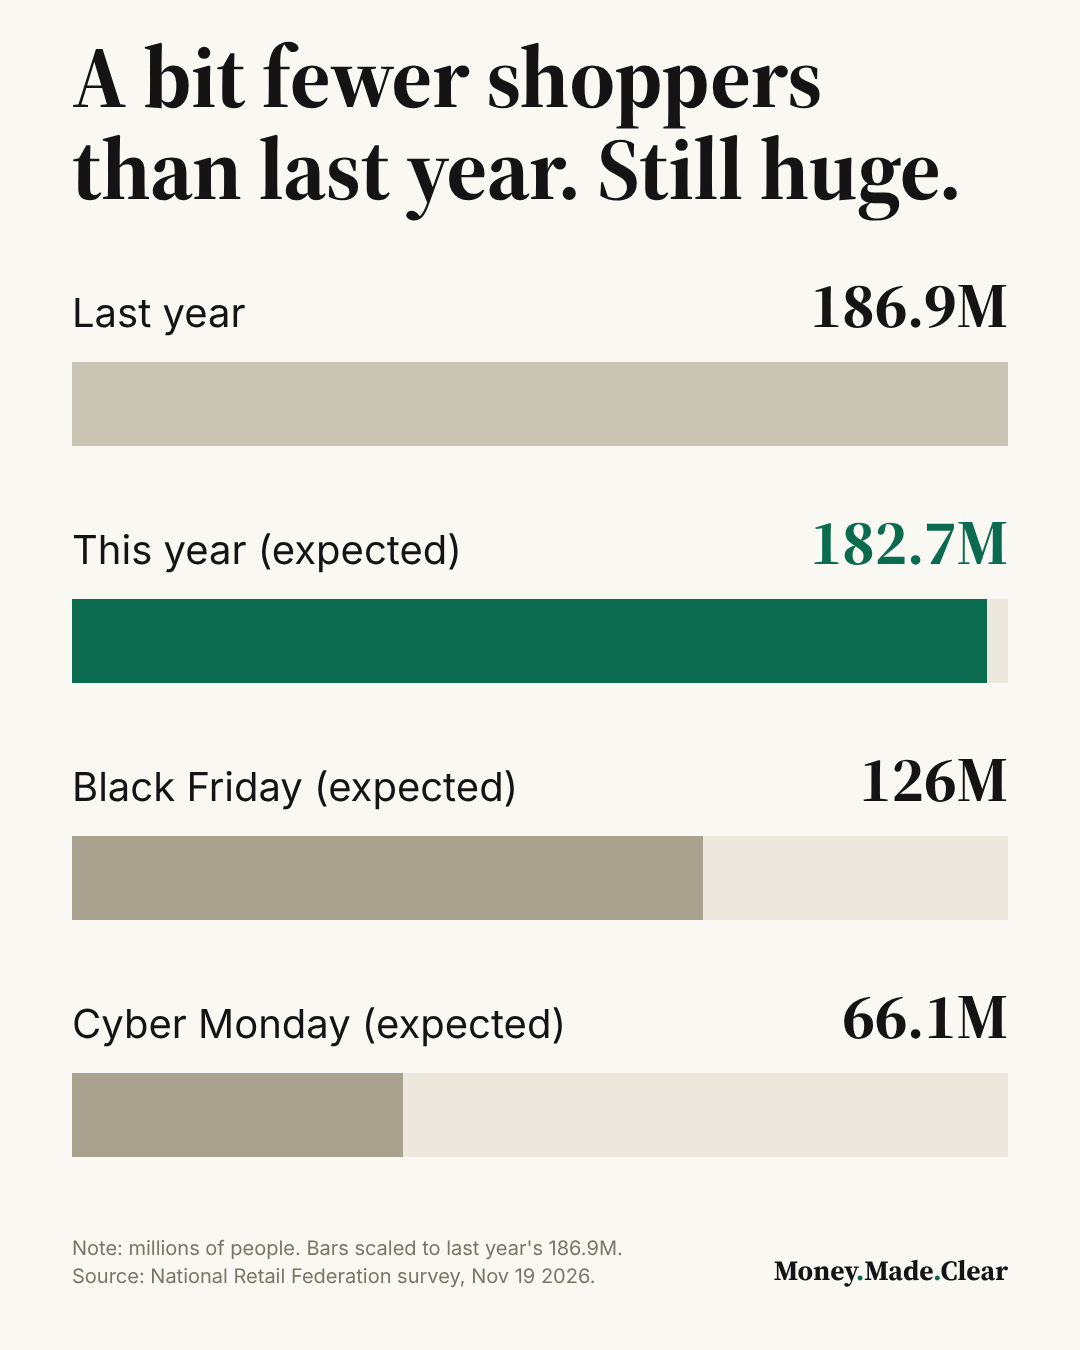 A bit fewer shoppers
than last year. Still huge.
Last year
186.9M
This year (expected)
182.7M
Black Friday (expected)
126M
Cyber Monday (expected)
66.1M
Note: millions of people. Bars scaled to last year's 186.9M.
Source: National Retail Federation survey, Nov 19 2026.
Money.Made.Clear